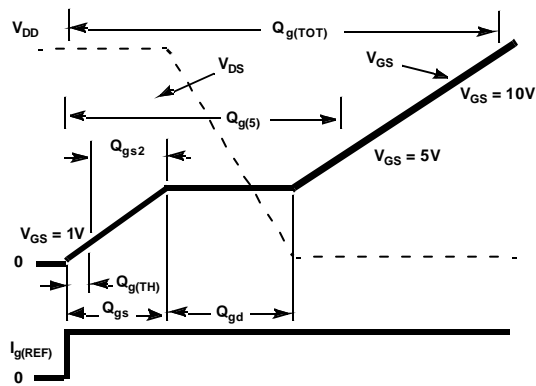 V_DD
Q_g(TOT)
V_DS
V_GS
V_GS = 10V
Q_g(5)
Q_gs2
V_GS = 5V
V_GS = 1V
0
Q_g(TH)
Q_gs
Q_gd
I_g(REF)
0